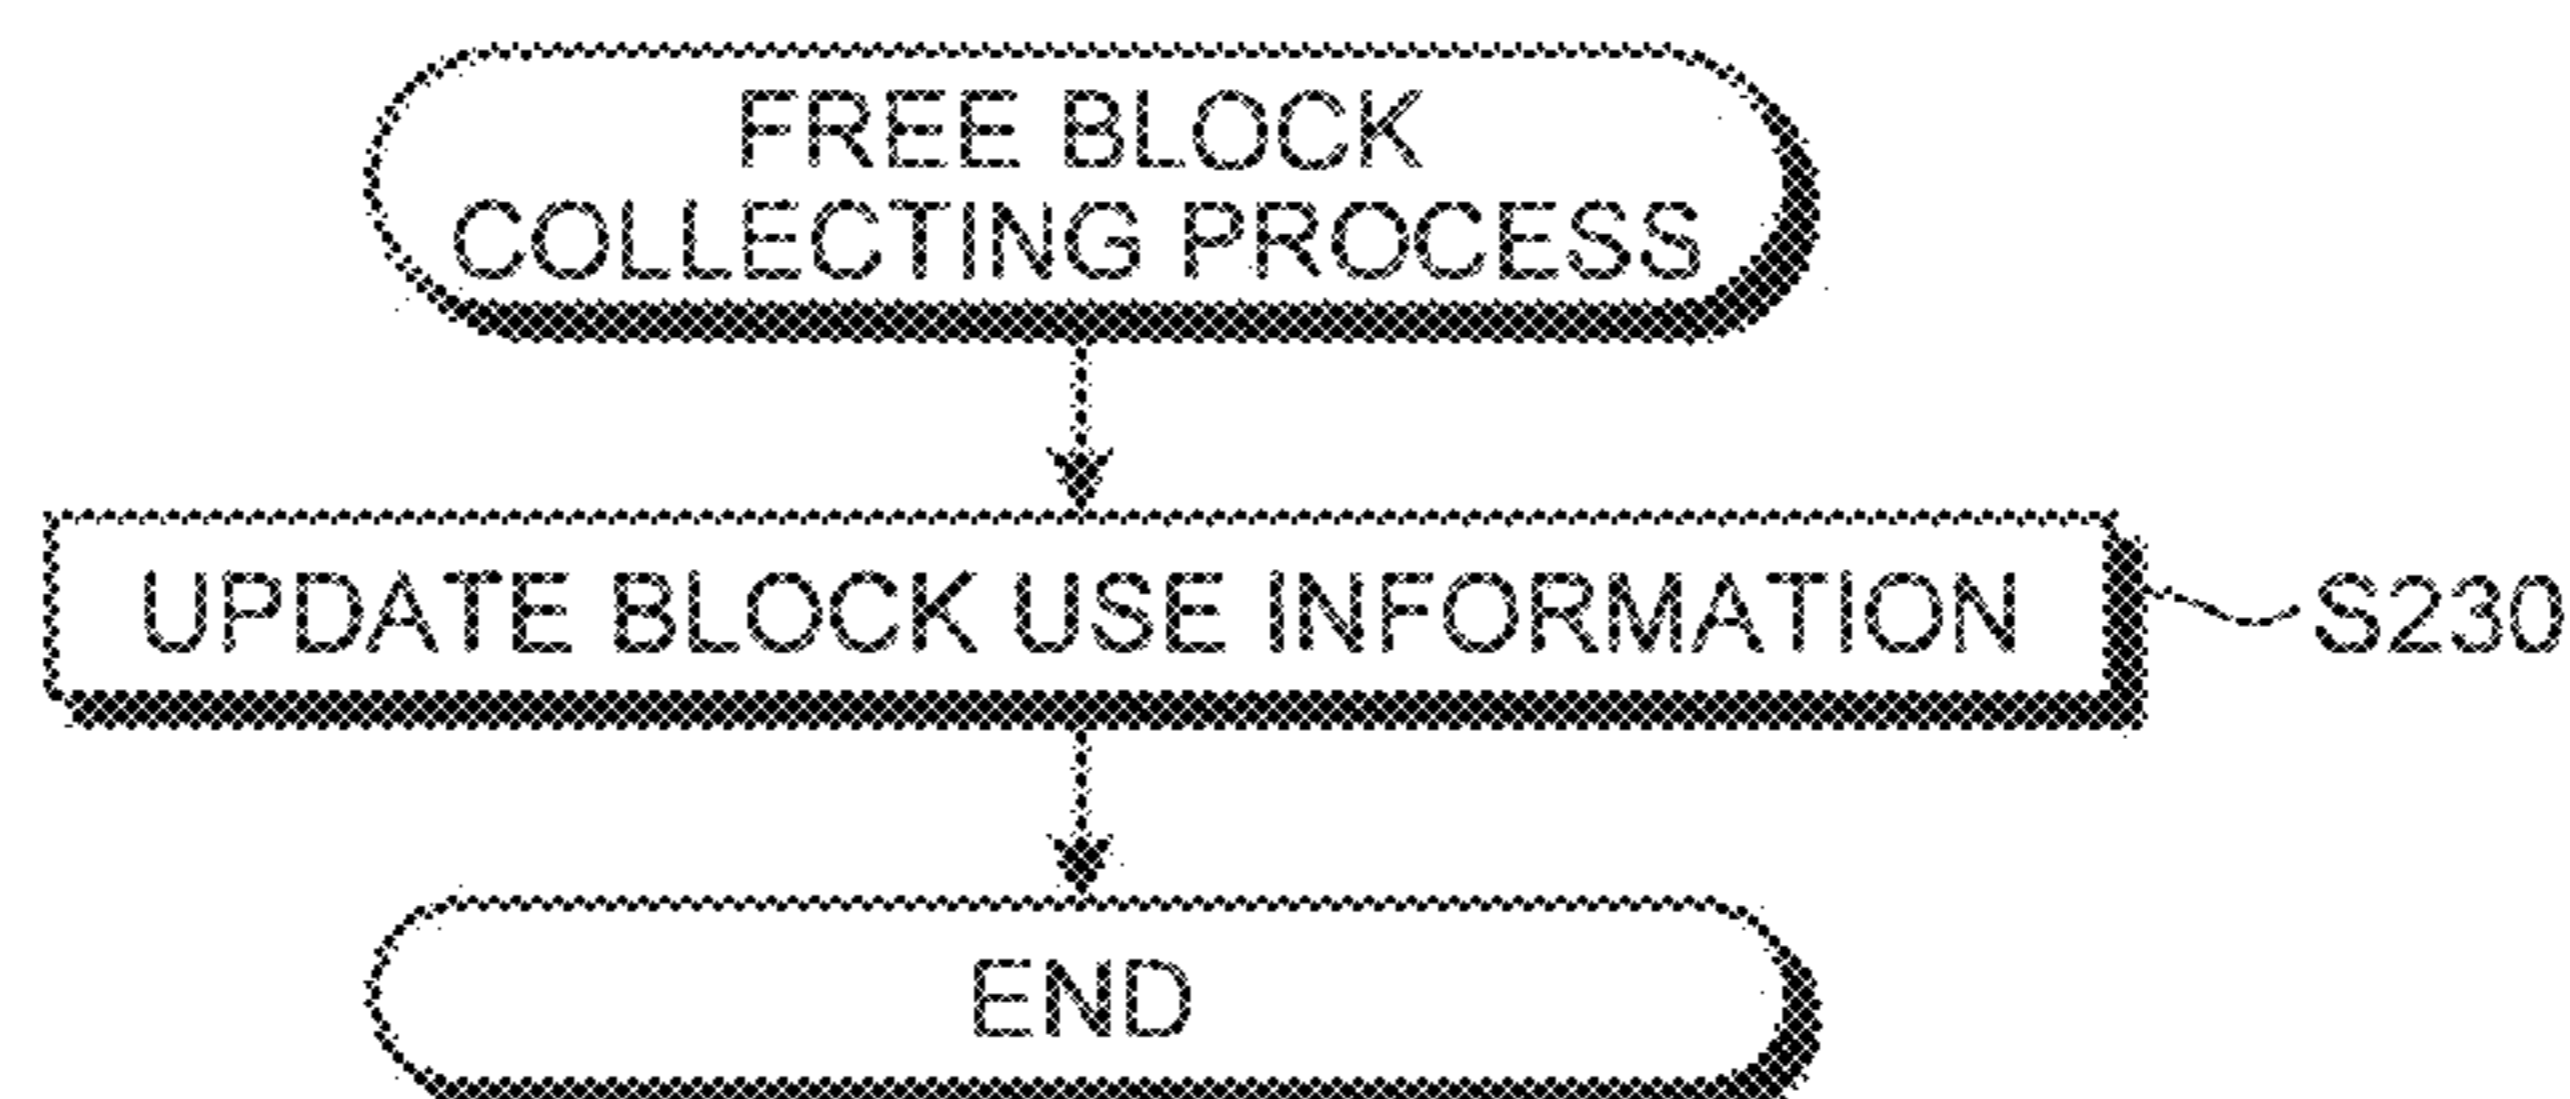 FREE BLOCK
COLLECTING PROCESS
UPDATE BLOCK USE INFORMATION
S230
END